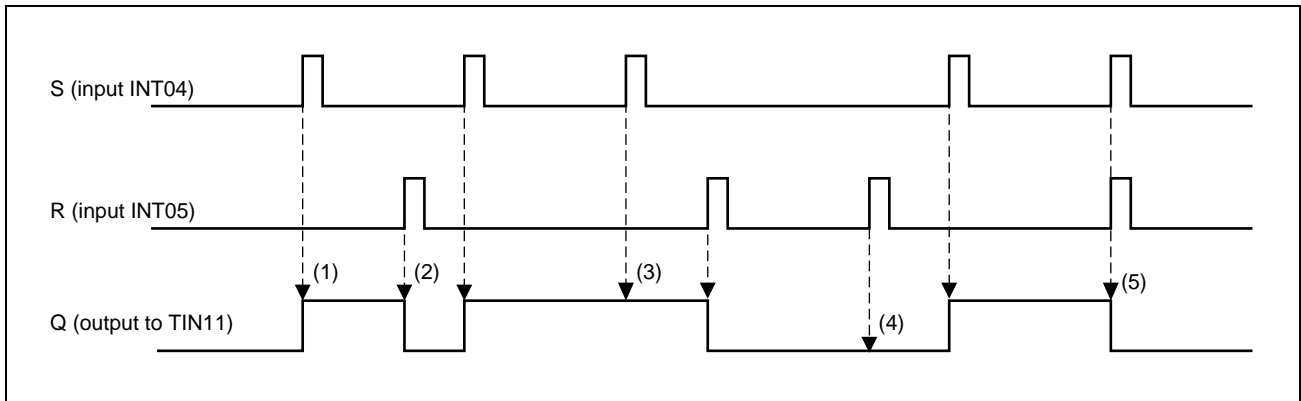 S (input INT04)
R (input INT05)
(1)
(2)
(3)
(5)
Q (output to TIN11)
(4)